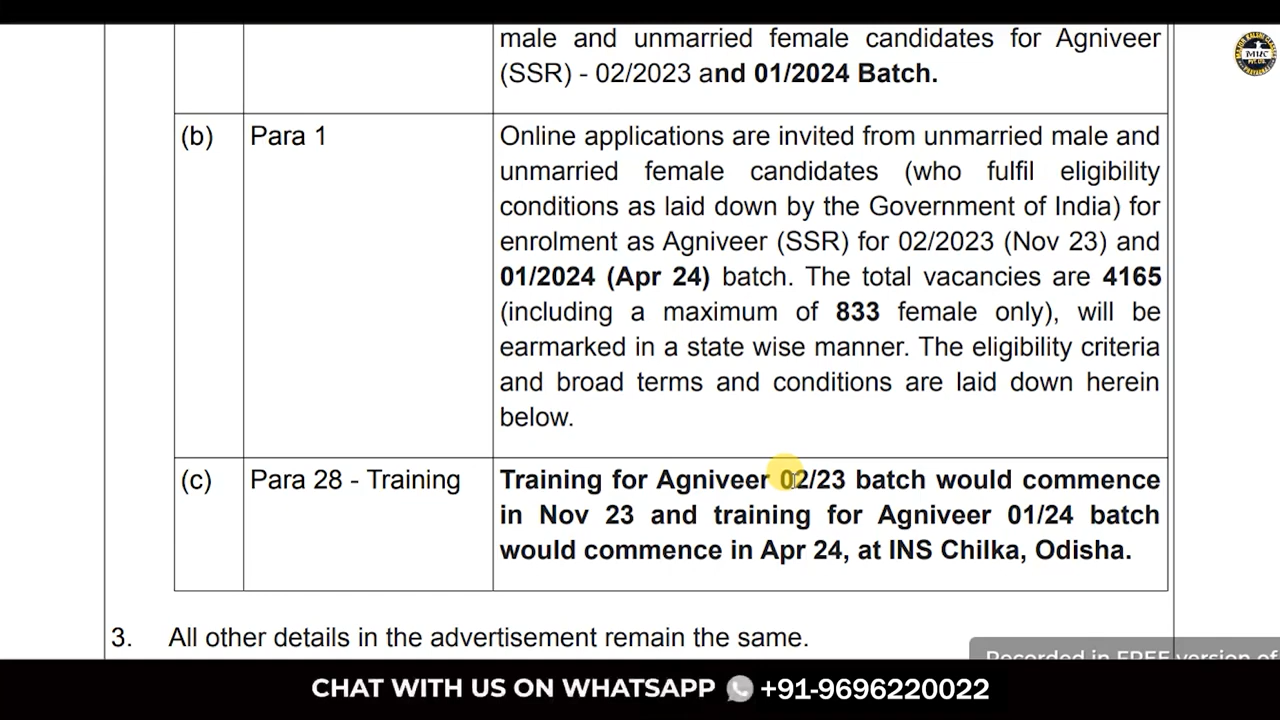 male and unmarried female candidates for Agniveer
(SSR) - 02/2023 and 01/2024 Batch.
(b) Para 1 Online applications are invited from unmarried male and
unmarried female candidates (who fulfil eligibility
conditions as laid down by the Government of India) for
enrolment as Agniveer (SSR) for 02/2023 (Nov 23) and
01/2024 (Apr 24) batch. The total vacancies are 4165
(including a maximum of 833 female only), will be
earmarked in a state wise manner. The eligibility criteria
and broad terms and conditions are laid down herein
below.
(c) Para 28 - Training Training for Agniveer 02/23 batch would commence
in Nov 23 and training for Agniveer 01/24 batch
would commence in Apr 24, at INS Chilka, Odisha.
3. All other details in the advertisement remain the same.
Recorded in FREE version of
CHAT WITH US ON WHATSAPP +91-9696220022